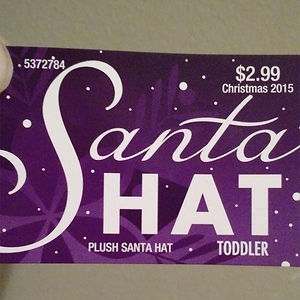 5372784
$2.99
Christmas 2015
Santa
HAT
PLUSH SANTA HAT
TODDLER